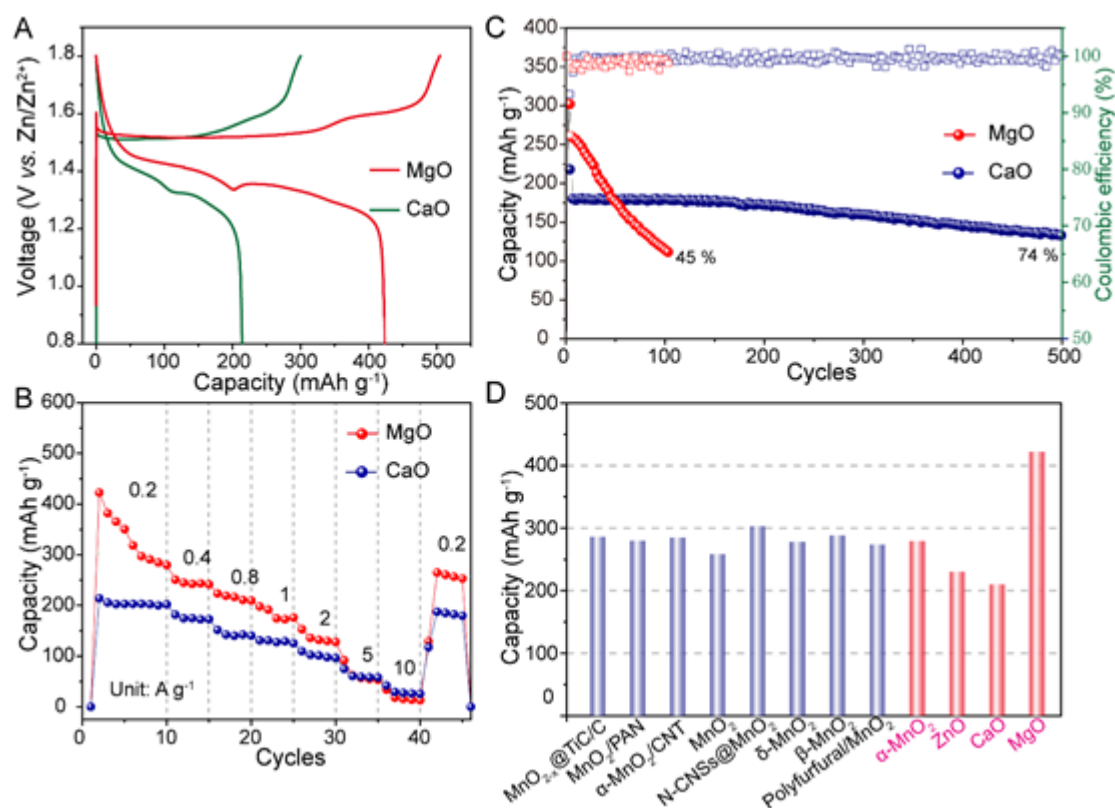 A
Voltage (V vs. Zn/Zn²⁺)
1.8
1.6
1.4
1.2
1.0
0.8
MgO
CaO
0 100 200 300 400 500
Capacity (mAh g⁻¹)
B
Capacity (mAh g⁻¹)
600
500
400
300
200
100
0
MgO
CaO
0.2
0.4
0.8
1
2
5
10
0.2
Unit: A g⁻¹
0 10 20 30 40
Cycles
C
Capacity (mAh g⁻¹)
400
350
300
250
200
150
100
50
0
MgO
CaO
45 %
74 %
100
90
80
70
60
50
Coulombic efficiency (%)
0 100 200 300 400 500
Cycles
D
Capacity (mAh g⁻¹)
500
400
300
200
100
0
MnO₂₋ₓ@TiC/C
MnO₂/PAN
α-MnO₂/CNT
MnO₂
N-CNSs@MnO₂
δ-MnO₂
β-MnO₂
Polyfurfural/MnO₂
α-MnO₂
ZnO
CaO
MgO